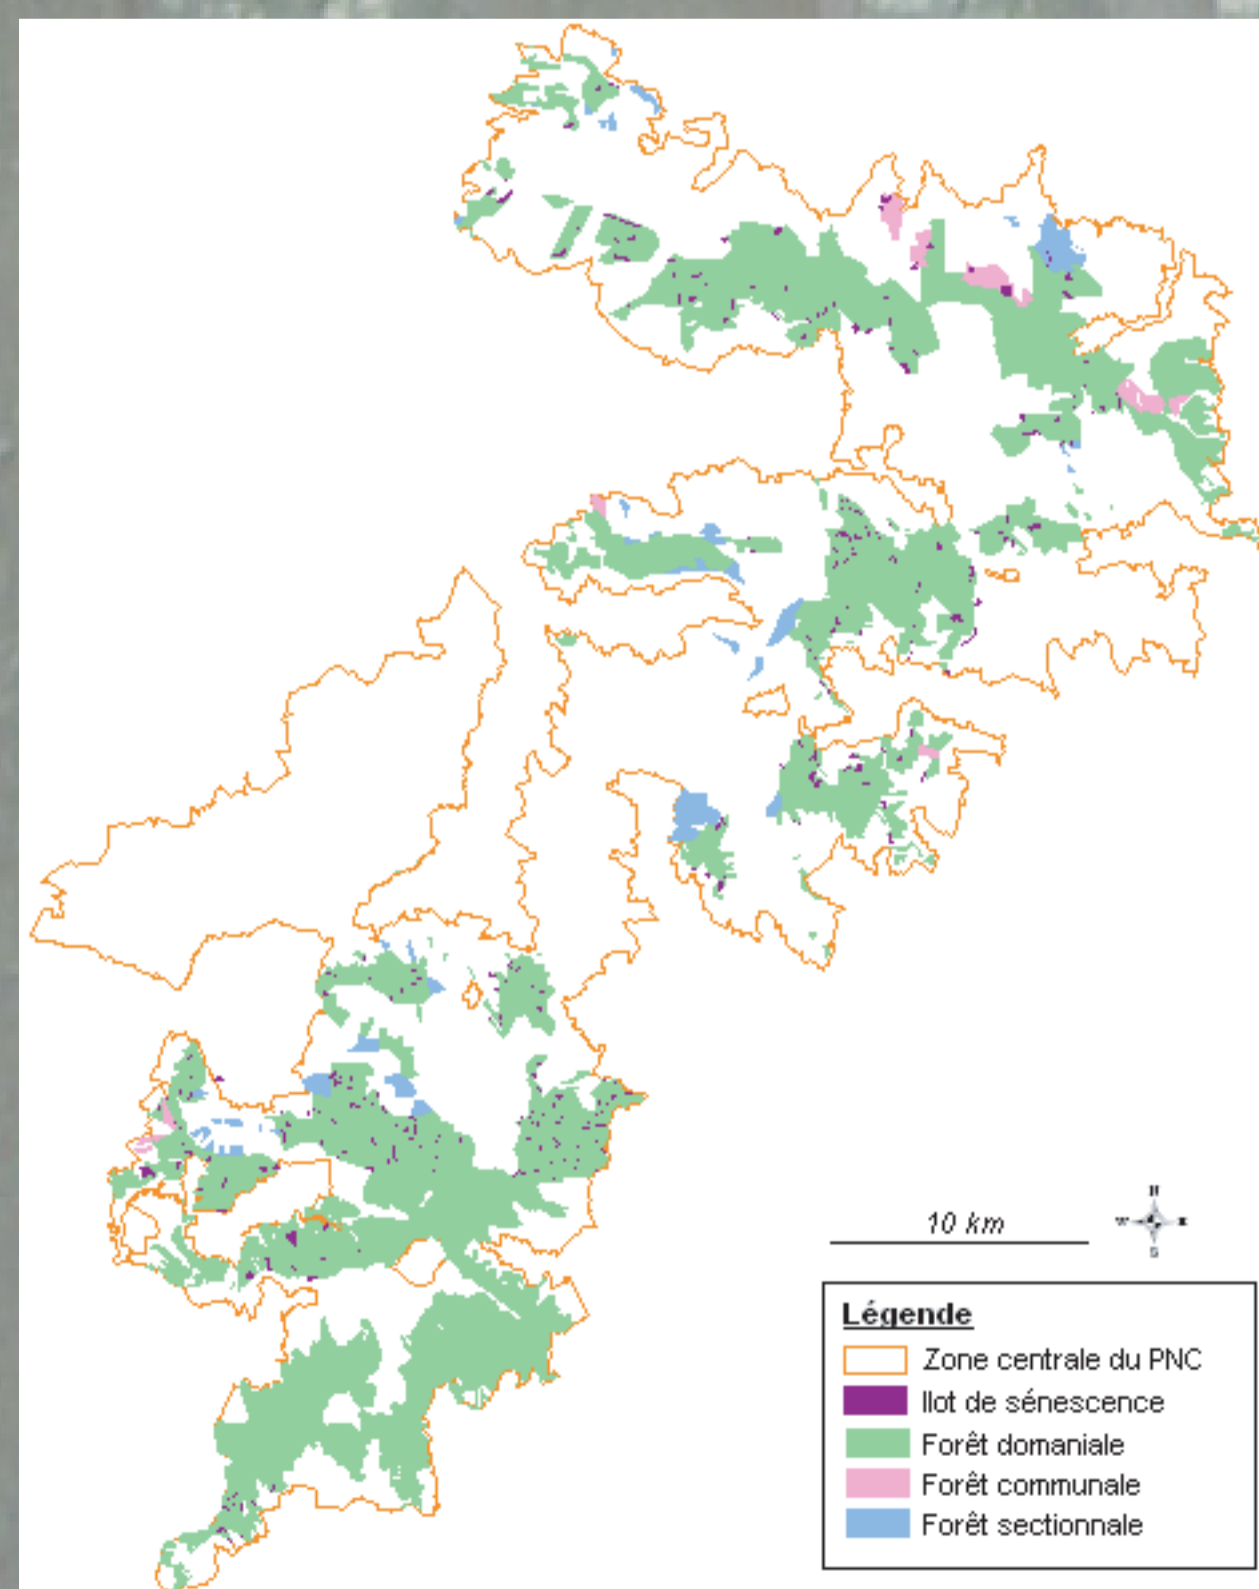 N
W E
S
10 km
Légende
Zone centrale du PNC
Ilot de sénescence
Forêt domaniale
Forêt communale
Forêt sectionnale